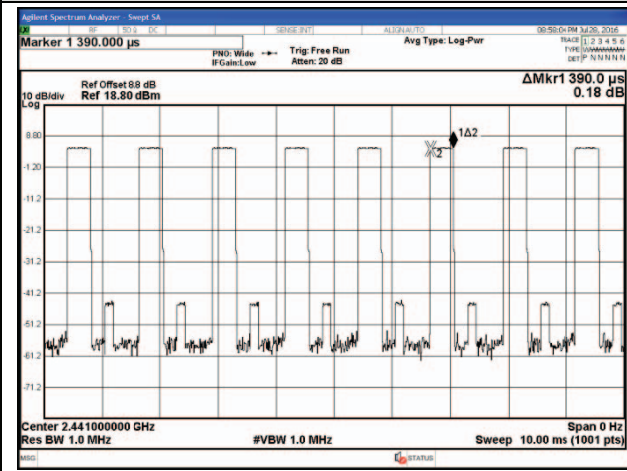 Agilent Spectrum Analyzer - Swept SA
RF 50 Ω DC SENSE:INT ALIGNAUTO 08:58:04 PM Jul 28, 2016
Marker 1 390.000 µs
PNO: Wide Trig: Free Run Avg Type: Log-Pwr TRACE 1 2 3 4 5 6
IFGain:Low Atten: 20 dB TYPE
DET P N N N N N
Ref Offset 8.8 dB ΔMkr1 390.0 µs
10 dB/div Ref 18.80 dBm 0.18 dB
Log
8.80
1Δ2
2
-1.20
-11.2
-21.2
-31.2
-41.2
-51.2
-61.2
-71.2
Center 2.441000000 GHz Span 0 Hz
Res BW 1.0 MHz #VBW 1.0 MHz Sweep 10.00 ms (1001 pts)
MSG STATUS